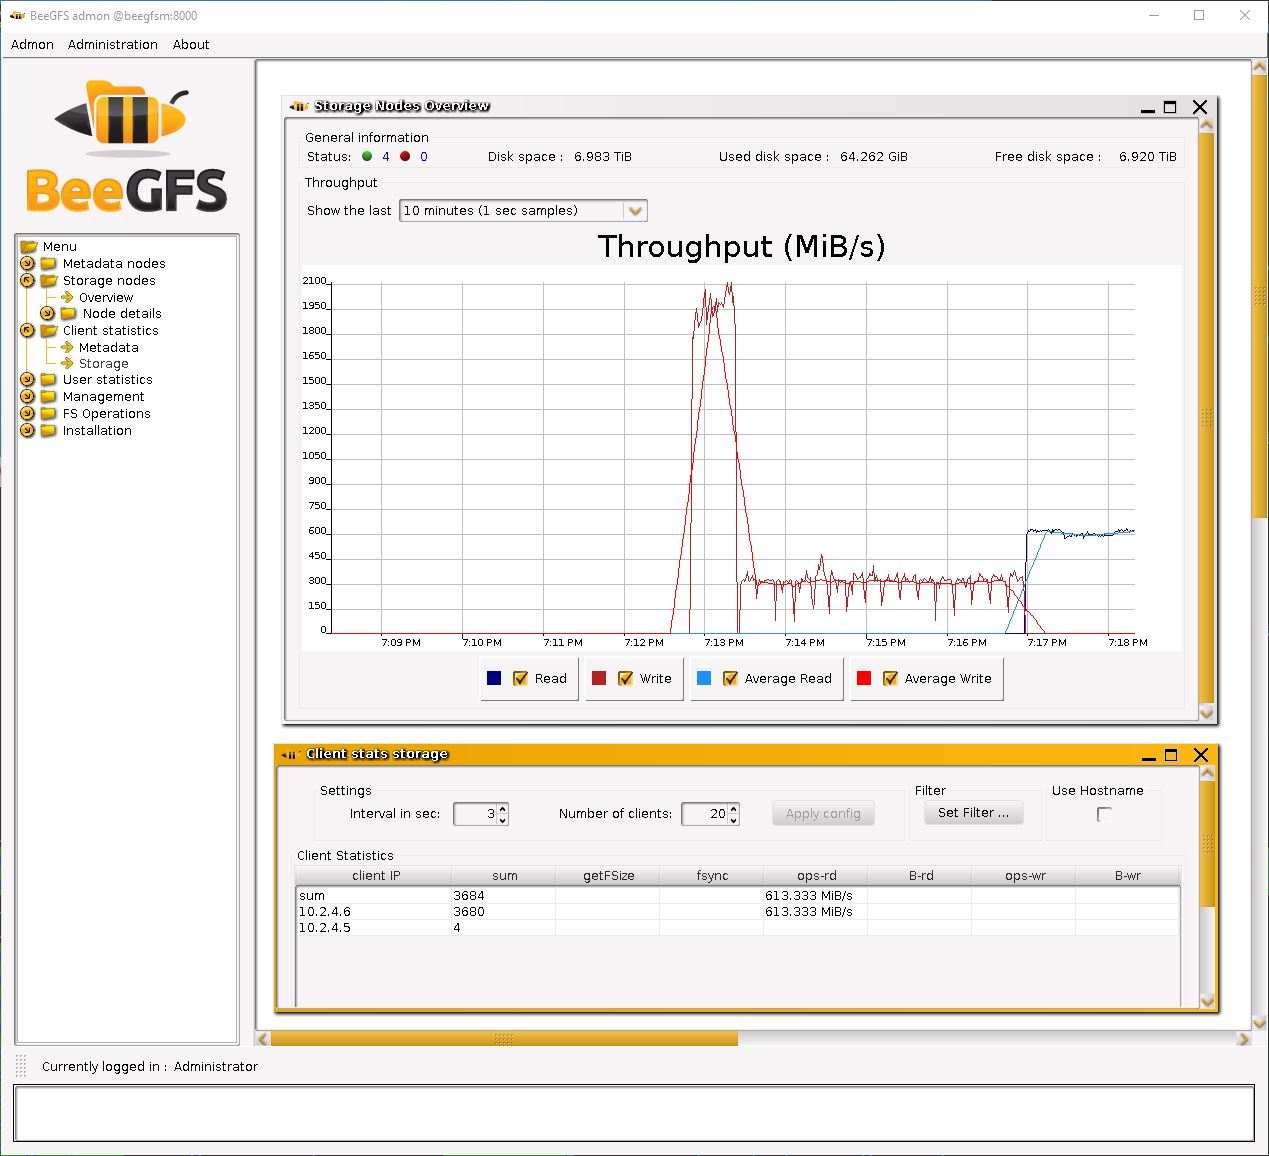 BeeGFS admon @beegfsm:8000
Admon Administration About
BeeGFS
Menu
Metadata nodes
Storage nodes
Overview
Node details
Client statistics
Metadata
Storage
User statistics
Management
FS Operations
Installation
Storage Nodes Overview
General information
Status: 4 0 Disk space : 6.983 TiB Used disk space : 64.262 GiB Free disk space : 6.920 TiB
Throughput
Show the last 10 minutes (1 sec samples)
Throughput (MiB/s)
2100
1950
1800
1650
1500
1350
1200
1050
900
750
600
450
300
150
0
7:09 PM 7:10 PM 7:11 PM 7:12 PM 7:13 PM 7:14 PM 7:15 PM 7:16 PM 7:17 PM 7:18 PM
Read Write Average Read Average Write
Client stats storage
Settings Filter Use Hostname
Interval in sec: 3 Number of clients: 20 Apply config Set Filter ...
Client Statistics
client IP sum getFSize fsync ops-rd B-rd ops-wr B-wr
sum 3684 613.333 MiB/s
10.2.4.6 3680 613.333 MiB/s
10.2.4.5 4
Currently logged in : Administrator